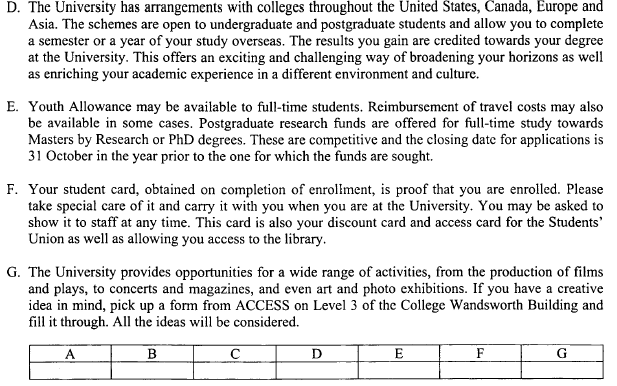 D. The University has arrangements with colleges throughout the United States, Canada, Europe and
Asia. The schemes are open to undergraduate and postgraduate students and allow you to complete
a semester or a year of your study overseas. The results you gain are credited towards your degree
at the University. This offers an exciting and challenging way of broadening your horizons as well
as enriching your academic experience in a different environment and culture.
E. Youth Allowance may be available to full-time students. Reimbursement of travel costs may also
be available in some cases. Postgraduate research funds are offered for full-time study towards
Masters by Research or PhD degrees. These are competitive and the closing date for applications is
31 October in the year prior to the one for which the funds are sought.
F. Your student card, obtained on completion of enrollment, is proof that you are enrolled. Please
take special care of it and carry it with you when you are at the University. You may be asked to
show it to staff at any time. This card is also your discount card and access card for the Students'
Union as well as allowing you access to the library.
G. The University provides opportunities for a wide range of activities, from the production of films
and plays, to concerts and magazines, and even art and photo exhibitions. If you have a creative
idea in mind, pick up a form from ACCESS on Level 3 of the College Wandsworth Building and
fill it through. All the ideas will be considered.
A B C D E F G